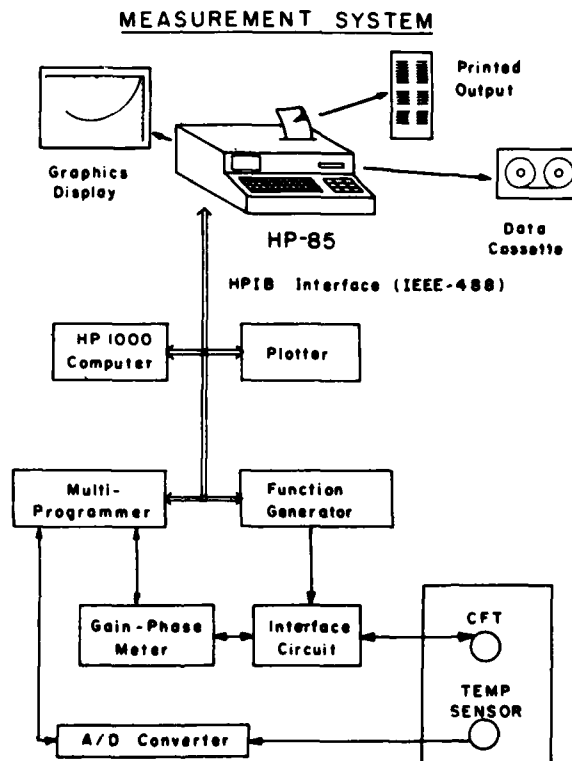 MEASUREMENT SYSTEM
Printed
Output
Graphics
Display
HP-85
Data
Cassette
HPIB Interface (IEEE-488)
HP 1000
Computer
Plotter
Multi-
Programmer
Function
Generator
Gain-Phase
Meter
Interface
Circuit
CFT
TEMP
SENSOR
A/D Converter